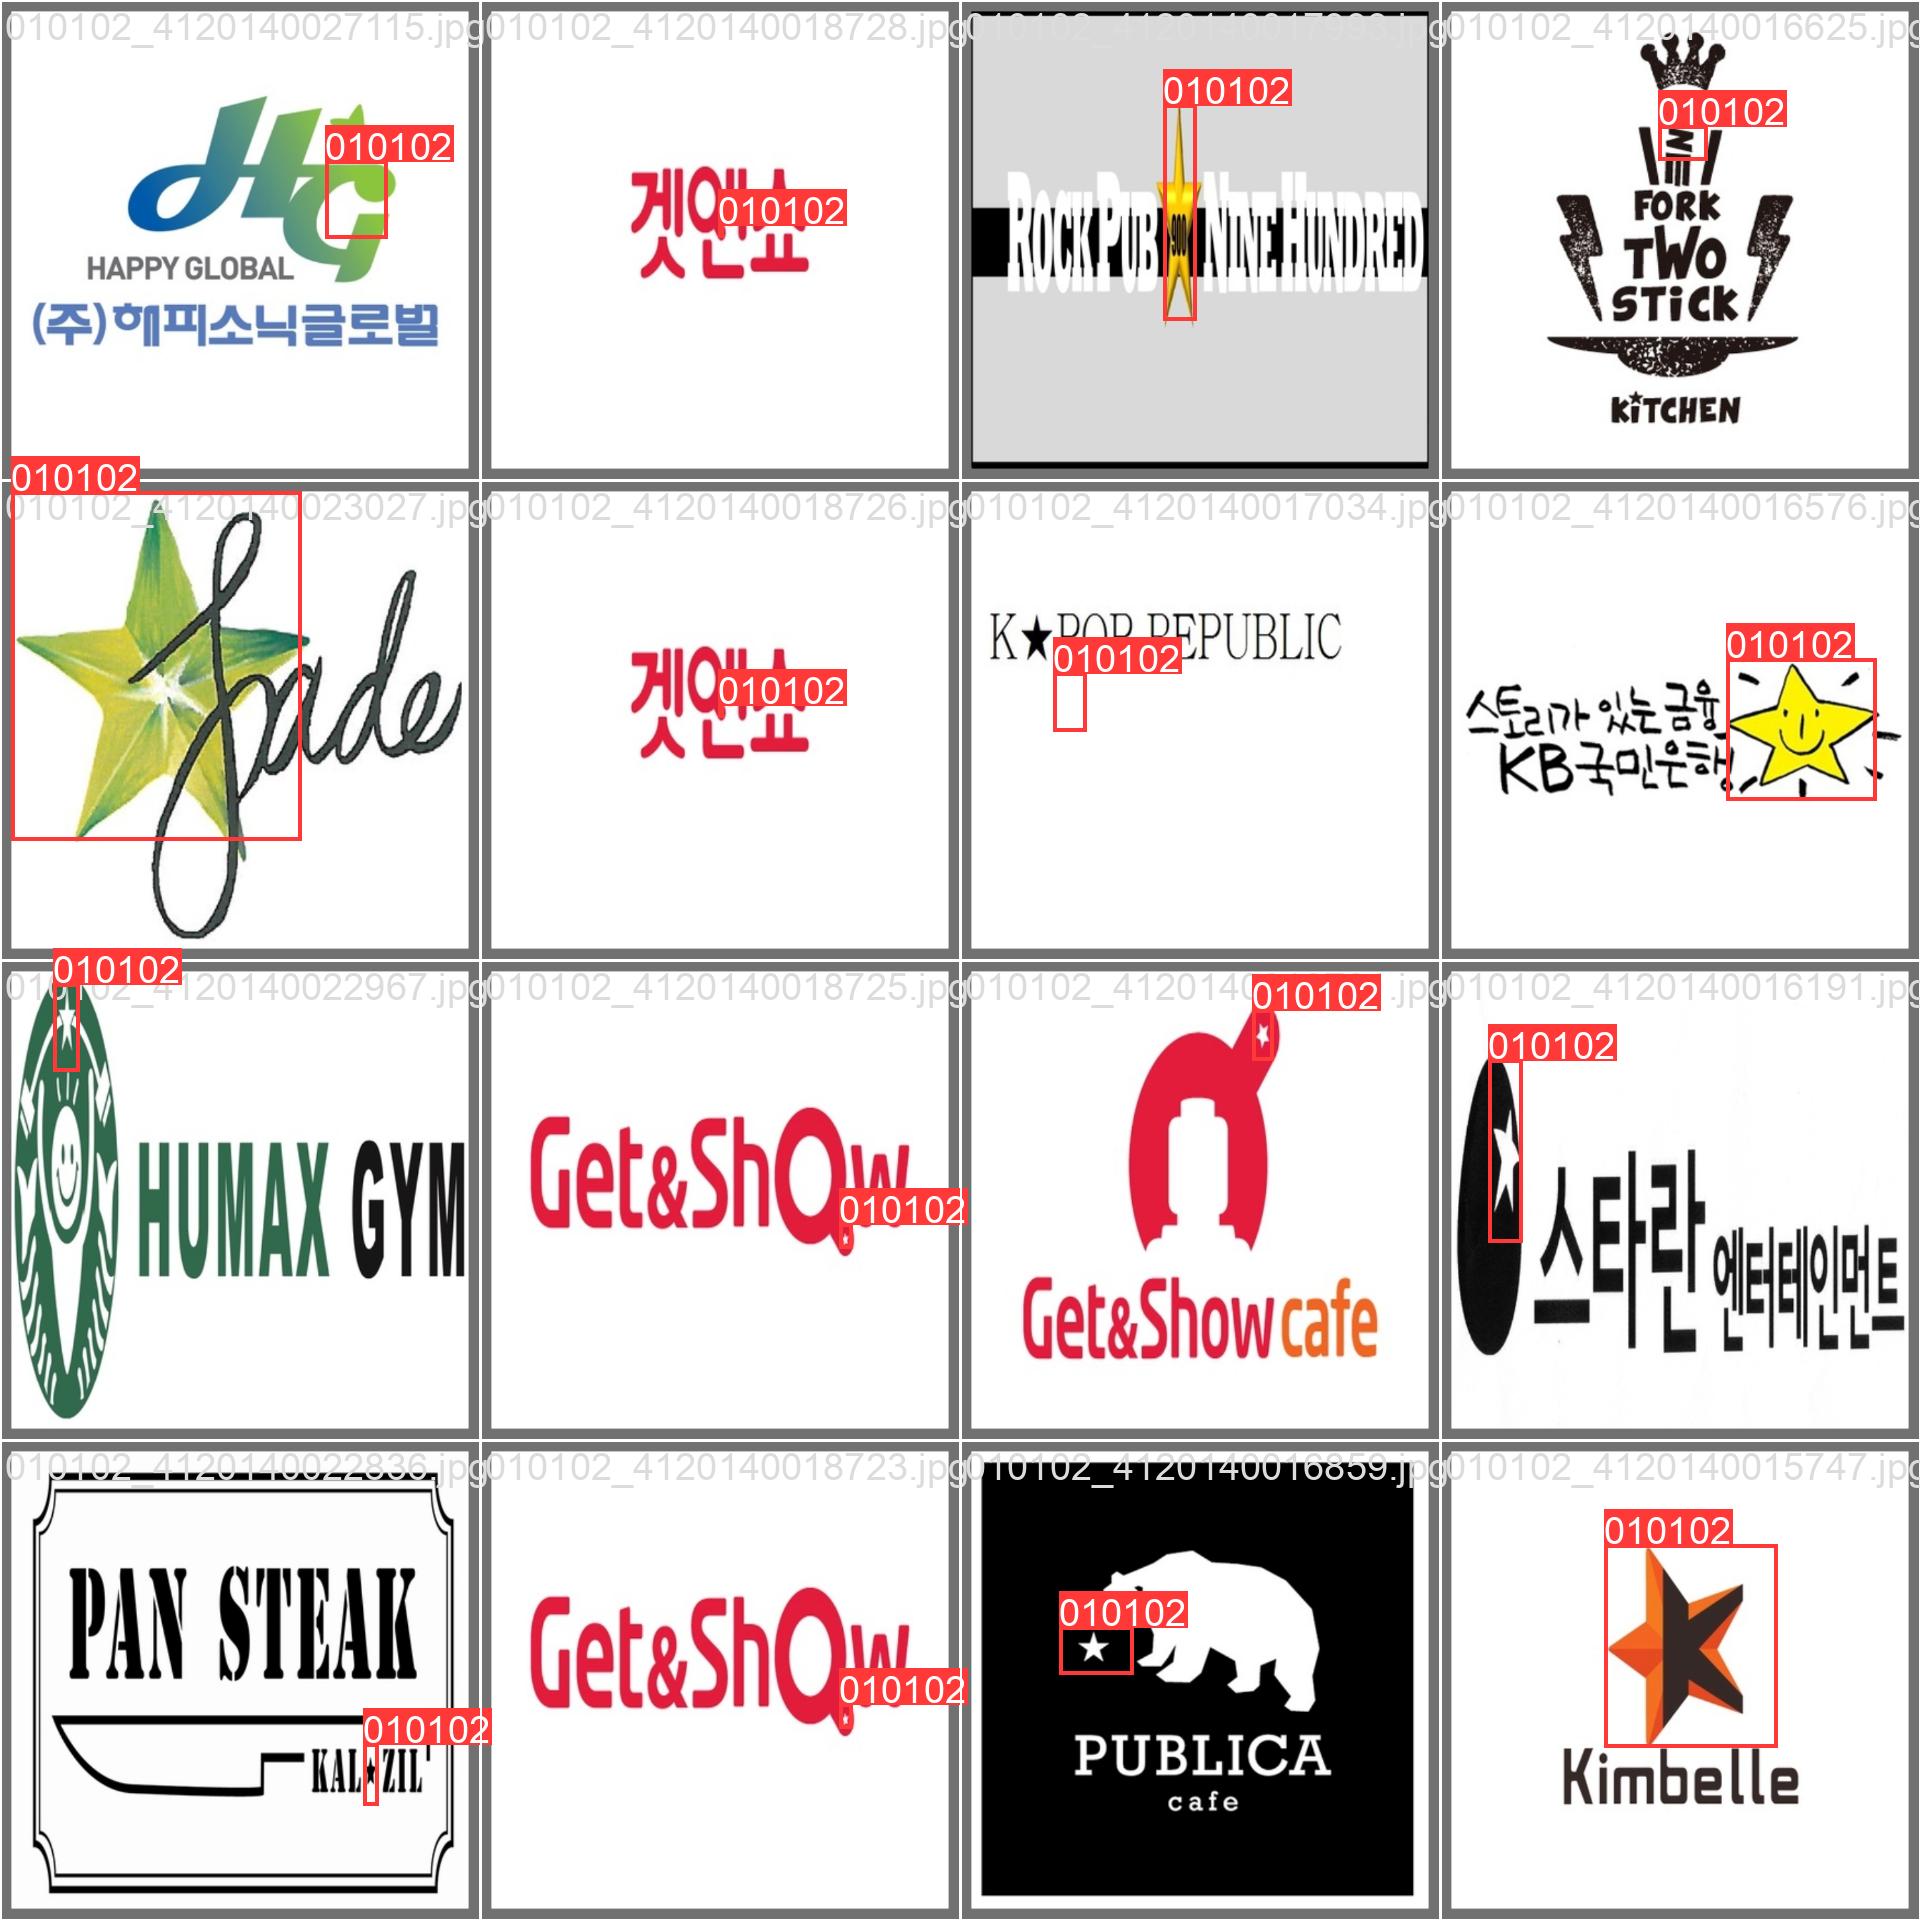 010102_4120140027115.jpg
010102
HG
HAPPY GLOBAL
(주)해피소닉글로벌
010102_4120140018728.jpg
010102
겟앤쇼
010102_4120140017993.jpg
010102
ROCK PUB 900 NINE HUNDRED
010102_4120140016625.jpg
010102
FORK
TWO
STiCK
KiTCHEN
010102
010102_4120140023027.jpg
Jade
010102_4120140018726.jpg
010102
겟앤쇼
010102_4120140017034.jpg
K★POP REPUBLIC
010102
010102_4120140016576.jpg
010102
스토리가 있는 금융
KB국민은행
010102
010102_4120140022967.jpg
HUMAX GYM
010102_4120140018725.jpg
Get&ShOw
010102
.jpg
010102
Get&Show cafe
010102_4120140016191.jpg
010102
스타란 엔터테인먼트
010102_4120140022836.jpg
PAN STEAK
010102
KAL★ZIL'
010102_4120140018723.jpg
Get&ShOw
010102
010102_4120140016859.jpg
010102
PUBLICA
cafe
010102_4120140015747.jpg
010102
Kimbelle